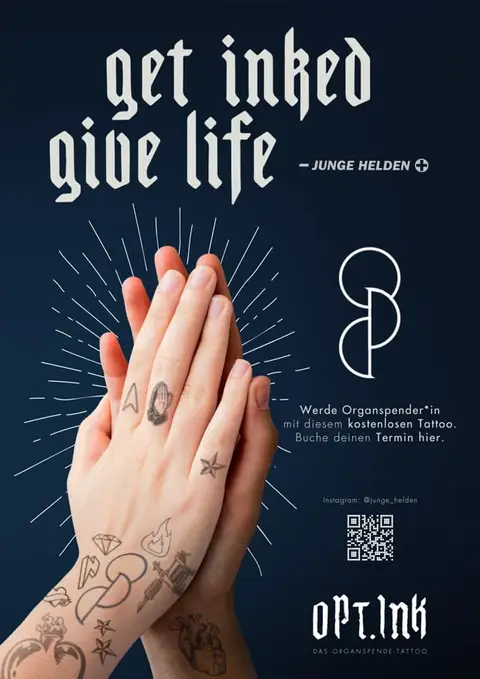 get inked
give life
– JUNGE HELDEN
Werde Organspender*in
mit diesem kostenlosen Tattoo.
Buche deinen Termin hier.
Instagram: @junge_helden
OPT.INK
DAS ORGANSPENDE-TATTOO